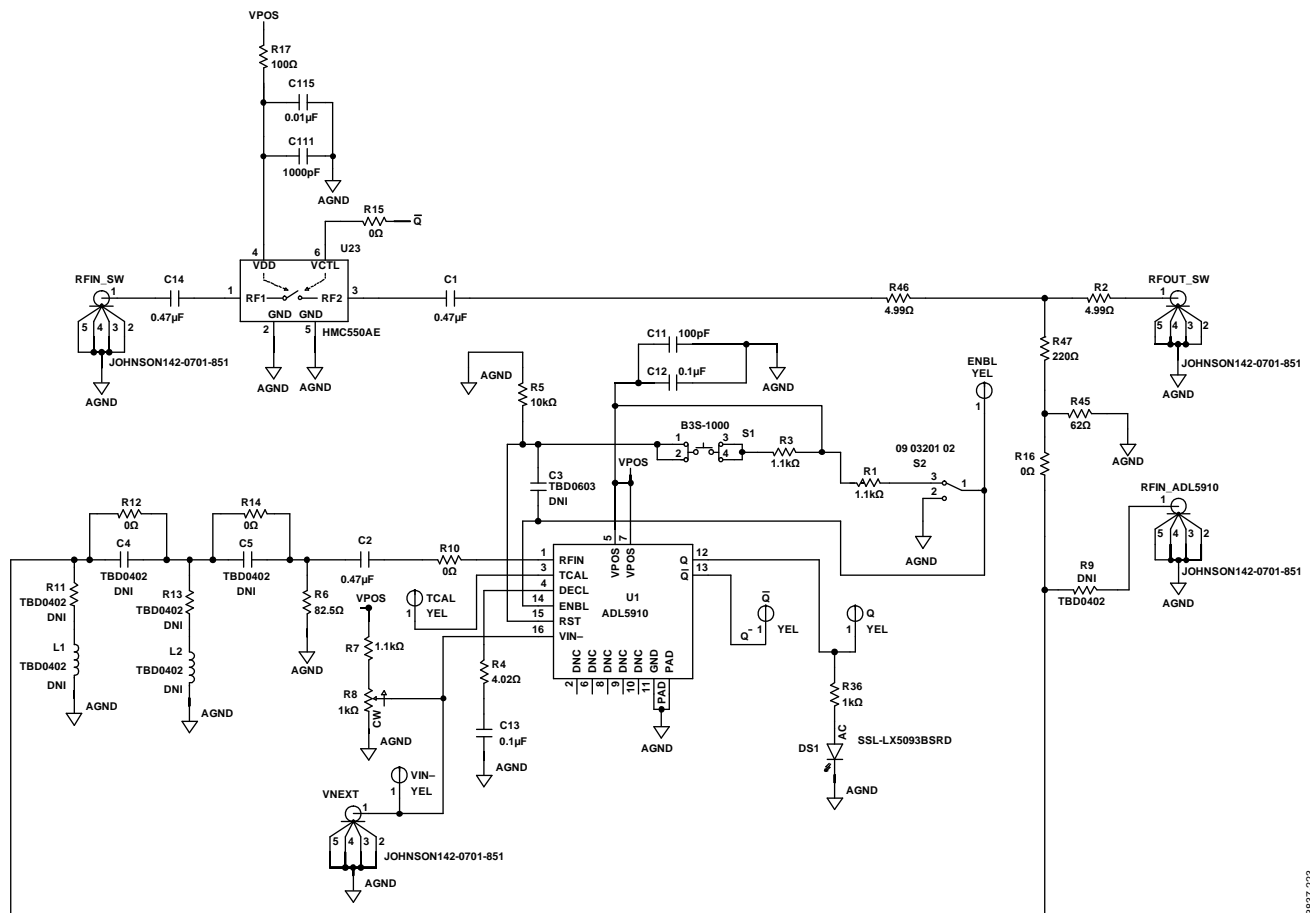 VPOS
R17
100Ω
C115
0.01µF
C111
1000pF
AGND
R15
0Ω
Q̅
U23
4
6
VDD
VCTL
RFIN_SW
1
5
4
3
2
JOHNSON142-0701-851
AGND
C14
0.47µF
1
RF1
RF2
3
GND
GND
2
5
HMC550AE
AGND
AGND
C1
0.47µF
R46
4.99Ω
R2
4.99Ω
RFOUT_SW
1
5
4
3
2
JOHNSON142-0701-851
AGND
R47
220Ω
R45
62Ω
AGND
R16
0Ω
C11
100pF
C12
0.1µF
AGND
AGND
R5
10kΩ
ENBL
YEL
1
B3S-1000
1
2
3
4
S1
R3
1.1kΩ
R1
1.1kΩ
09 03201 02
S2
3
2
1
AGND
VPOS
C3
TBD0603
DNI
RFIN_ADL5910
1
5
4
3
2
JOHNSON142-0701-851
AGND
R9
DNI
TBD0402
R12
0Ω
C4
TBD0402
DNI
R14
0Ω
C5
TBD0402
DNI
C2
0.47µF
R10
0Ω
R11
TBD0402
DNI
R13
TBD0402
DNI
R6
82.5Ω
AGND
L1
TBD0402
DNI
AGND
L2
TBD0402
DNI
AGND
VPOS
R7
1.1kΩ
R8
1kΩ
CW
AGND
TCAL
YEL
1
1
RFIN
3
TCAL
4
DECL
14
ENBL
15
RST
16
VIN–
5
7
VPOS
VPOS
Q
12
Q̅
13
U1
ADL5910
DNC
DNC
DNC
DNC
DNC
GND
PAD
2
6
8
9
10
11
PAD
AGND
R4
4.02Ω
C13
0.1µF
AGND
Q̅
1
YEL
Q̅
Q
1
YEL
R36
1kΩ
AC
DS1
SSL-LX5093BSRD
AGND
VIN–
1
YEL
VNEXT
1
5
4
3
2
JOHNSON142-0701-851
AGND